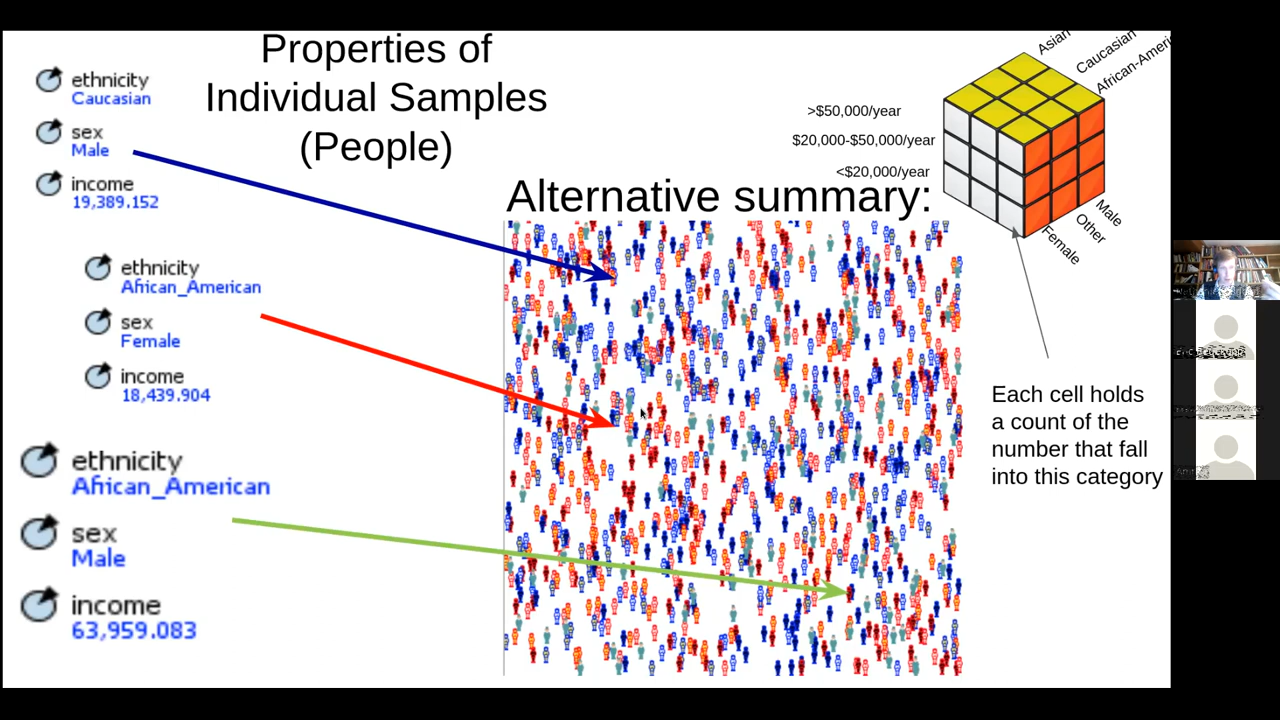 Properties of
Individual Samples
(People)
ethnicity
Caucasian
sex
Male
income
19,389.152
ethnicity
African_American
sex
Female
income
18,439.904
ethnicity
African_American
sex
Male
income
63,959.083
Alternative summary:
>$50,000/year
$20,000-$50,000/year
<$20,000/year
Asian
Caucasian
African-Ameri
Male
Other
Female
Each cell holds
a count of the
number that fall
into this category